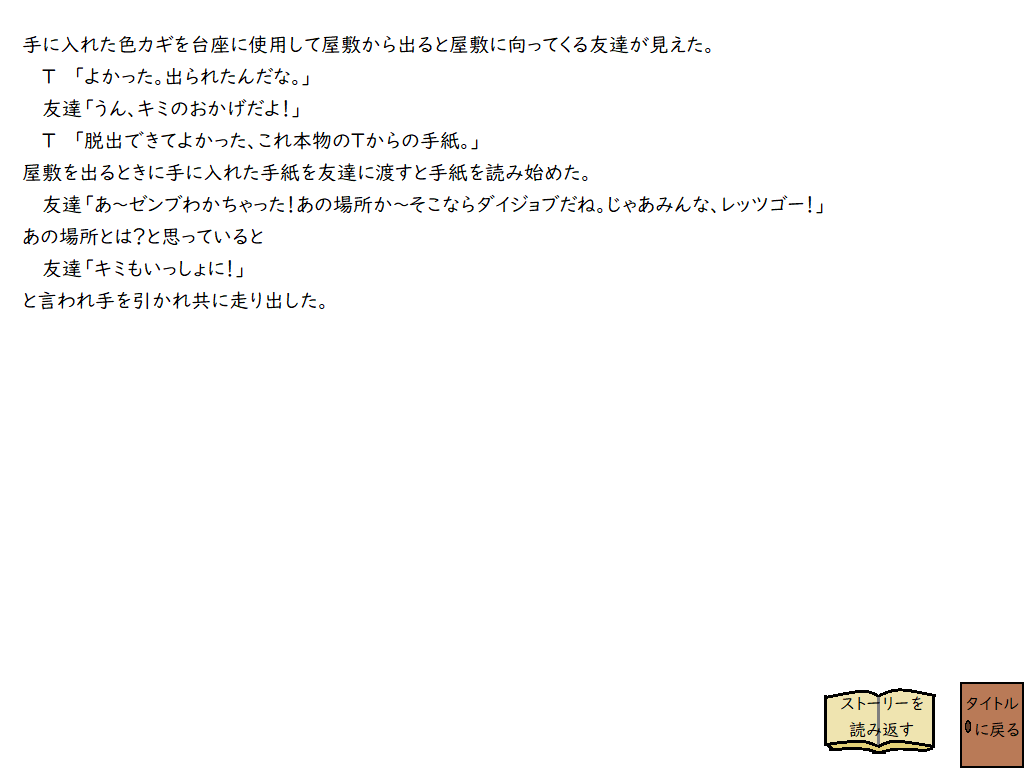 手に入れた色カギを台座に使用して屋敷から出ると屋敷に向ってくる友達が見えた。
T 「よかった。出られたんだな。」
友達「うん、キミのおかげだよ！」
T 「脱出できてよかった、これ本物のTからの手紙。」
屋敷を出るときに手に入れた手紙を友達に渡すと手紙を読み始めた。
友達「あ～ゼンブわかちゃった！あの場所か～そこならダイジョブだね。じゃあみんな、レッツゴー！」
あの場所とは？と思っていると
友達「キミもいっしょに！」
と言われ手を引かれ共に走り出した。
ストーリーを
読み返す
タイトル
に戻る